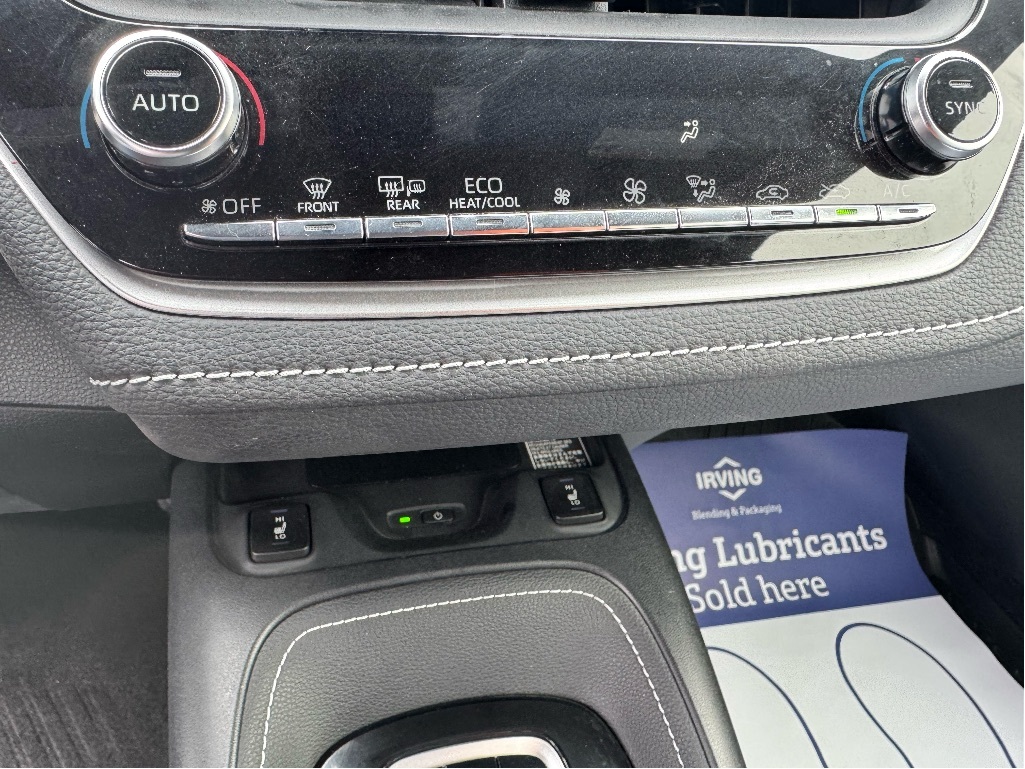 AUTO
SYNC
OFF
FRONT
REAR
ECO
HEAT/COOL
A/C
HI
LO
HI
LO
IRVING
Blending & Packaging
ng Lubricants
Sold here